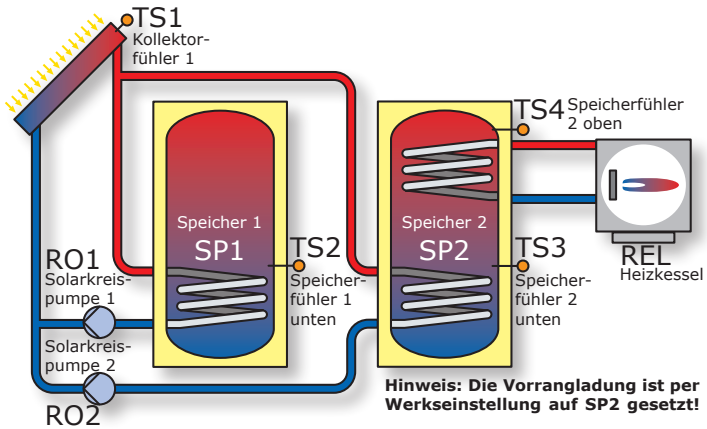 TS1
Kollektor-
fühler 1
TS4
Speicherfühler
2 oben
Speicher 1
SP1
TS2
Speicher-
fühler 1
unten
Speicher 2
SP2
TS3
Speicher-
fühler 2
unten
REL
Heizkessel
RO1
Solarkreis-
pumpe 1
Solarkreis-
pumpe 2
RO2
Hinweis: Die Vorrangladung ist per
Werkseinstellung auf SP2 gesetzt!